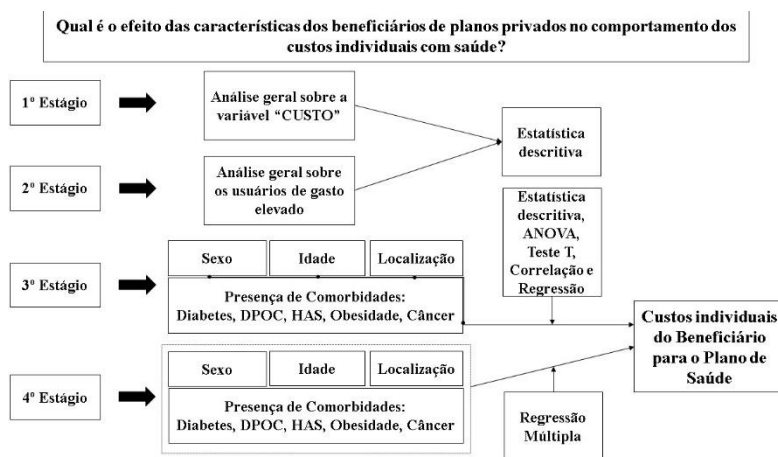 Qual é o efeito das características dos beneficiários de planos privados no comportamento dos
custos individuais com saúde?
1º Estágio
Análise geral sobre a
variável “CUSTO”
Estatística
descritiva
2º Estágio
Análise geral sobre
os usuários de gasto
elevado
Estatística
descritiva,
ANOVA,
Teste T,
Correlação e
Regressão
3º Estágio
Sexo
Idade
Localização
Presença de Comorbidades:
Diabetes, DPOC, HAS, Obesidade, Câncer
Custos individuais
do Beneficiário
para o Plano de
Saúde
4º Estágio
Sexo
Idade
Localização
Presença de Comorbidades:
Diabetes, DPOC, HAS, Obesidade, Câncer
Regressão
Múltipla